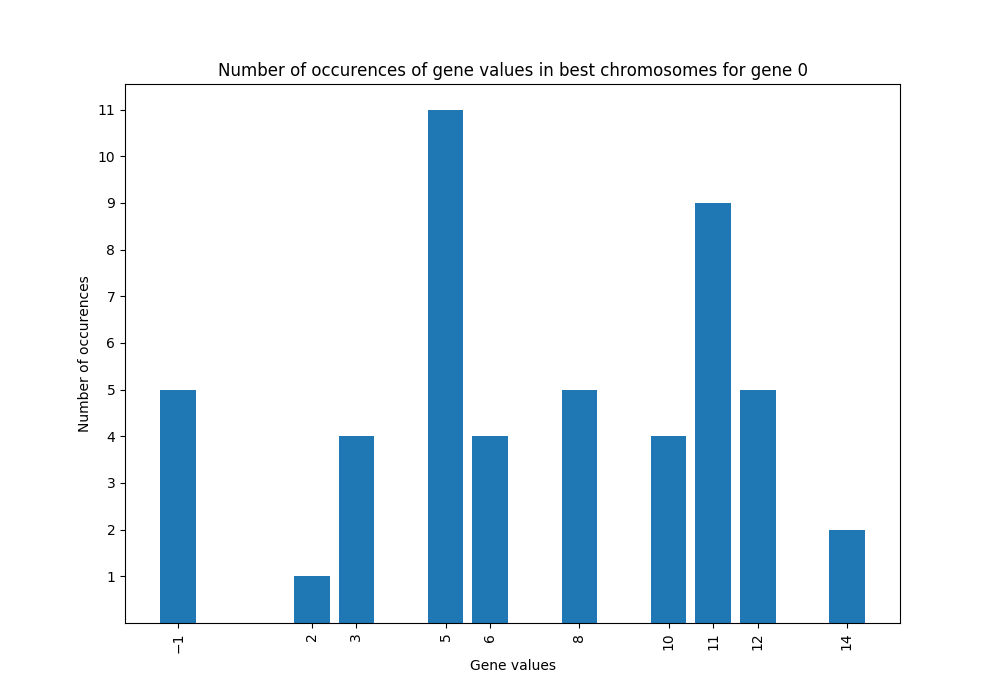 Number of occurences of gene values in best chromosomes for gene 0
11
10
9
8
7
6
5
4
3
2
1
Number of occurences
−1 2 3 5 6 8 10 11 12 14
Gene values